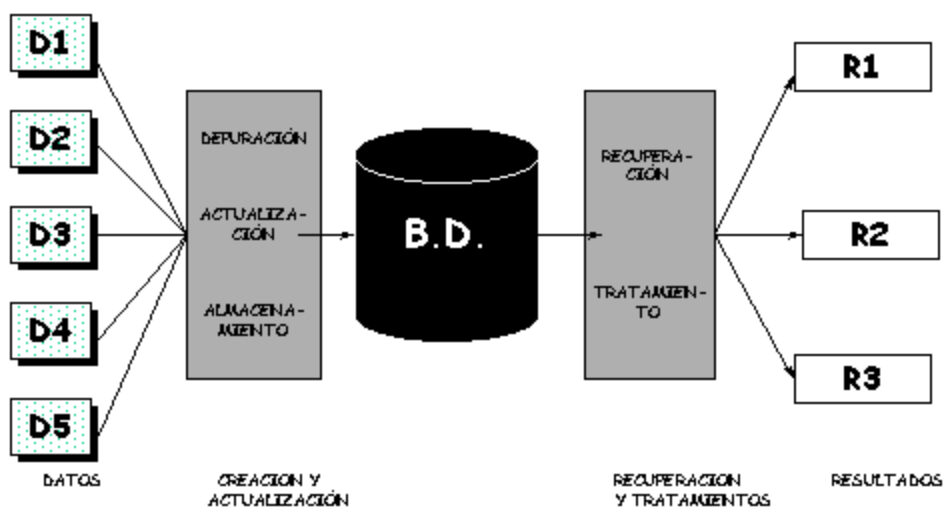 D1
D2
D3
D4
D5
DEPURACIÓN
ACTUALIZA-
CIÓN
ALMACENA-
MIENTO
B.D.
RECUPERA-
CIÓN
TRATAMIEN-
TO
R1
R2
R3
DATOS
CREACION Y
ACTUALIZACIÓN
RECUPERACION
Y TRATAMIENTOS
RESULTADOS